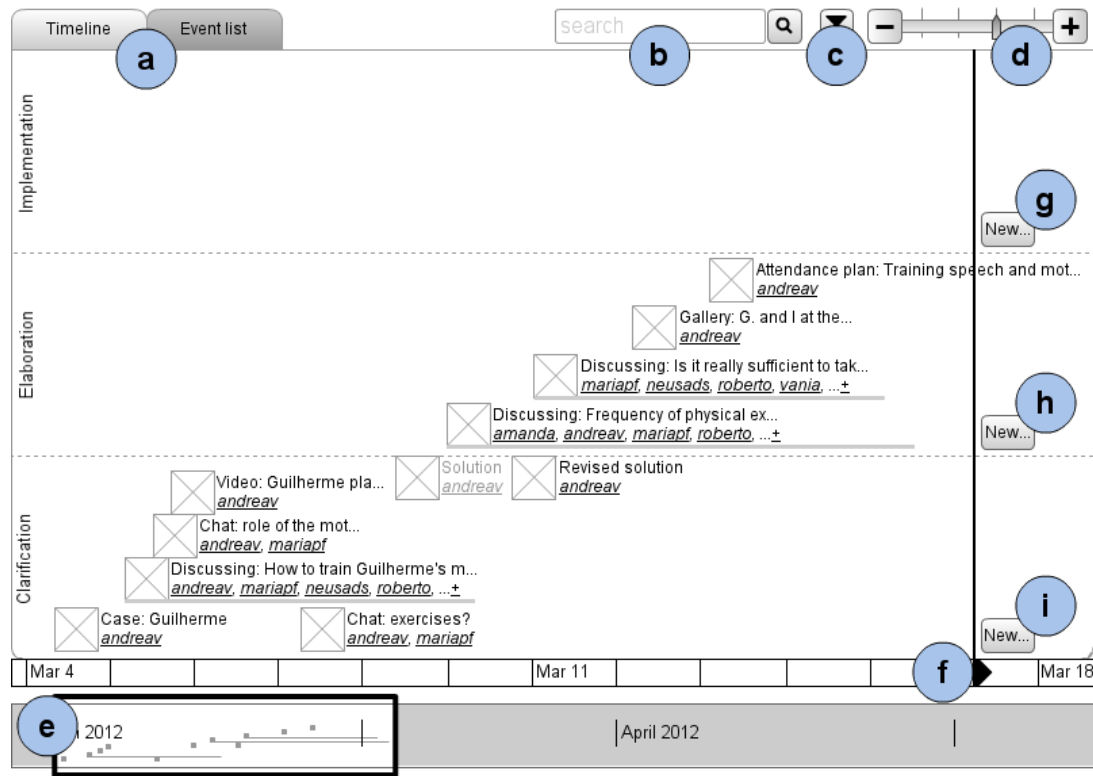 Timeline
Event list
search
a
b
c
d
Implementation
g
New...
Elaboration
Attendance plan: Training speech and mot...
andreav
Gallery: G. and I at the...
andreav
Discussing: Is it really sufficient to tak...
mariapf, neusads, roberto, vania, ...+
Discussing: Frequency of physical ex...
amanda, andreav, mariapf, roberto, ...+
h
New...
Clarification
Solution
andreav
Revised solution
andreav
Video: Guilherme pla...
andreav
Chat: role of the mot...
andreav, mariapf
Discussing: How to train Guilherme's m...
andreav, mariapf, neusads, roberto, ...+
Case: Guilherme
andreav
Chat: exercises?
andreav, mariapf
i
New...
f
Mar 4
Mar 11
Mar 18
e
2012
April 2012